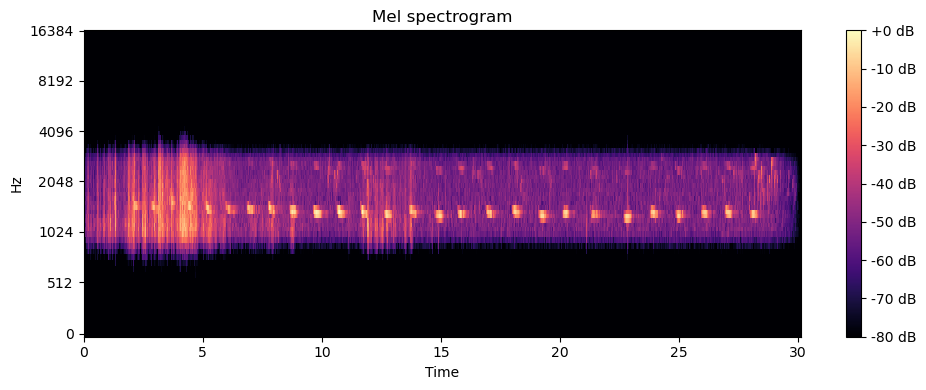 Mel spectrogram
16384
8192
4096
2048
1024
512
0
Hz
0
5
10
15
20
25
30
Time
+0 dB
-10 dB
-20 dB
-30 dB
-40 dB
-50 dB
-60 dB
-70 dB
-80 dB